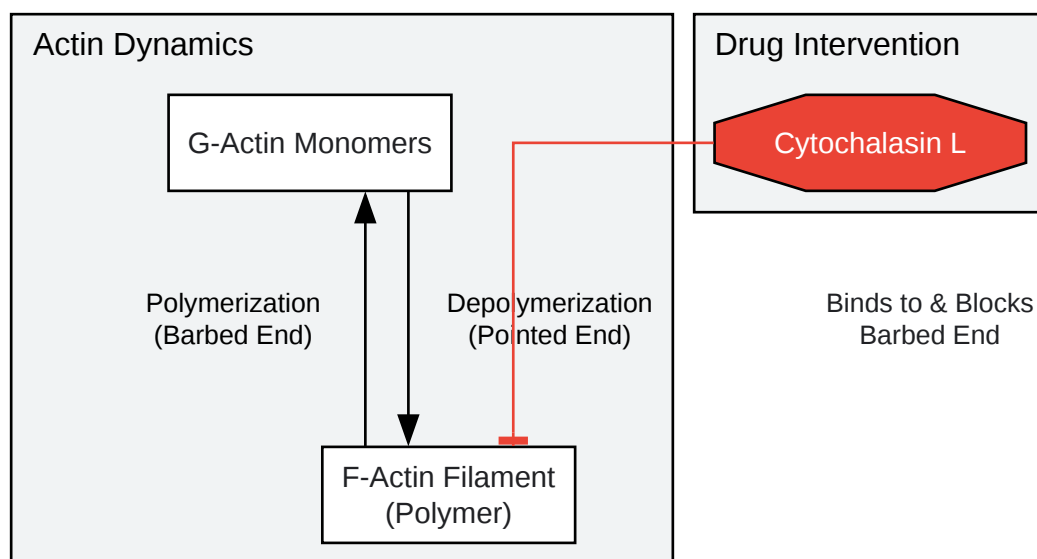 Actin Dynamics
Drug Intervention
G-Actin Monomers
Cytochalasin L
Polymerization
(Barbed End)
Depolymerization
(Pointed End)
Binds to & Blocks
Barbed End
F-Actin Filament
(Polymer)